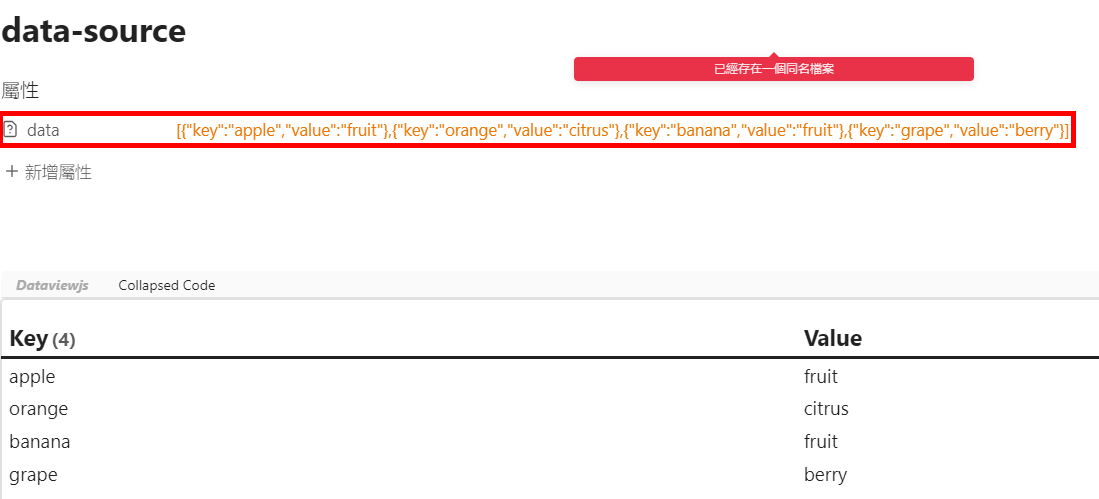 data-source
已經存在一個同名檔案
屬性
data [{"key":"apple","value":"fruit"},{"key":"orange","value":"citrus"},{"key":"banana","value":"fruit"},{"key":"grape","value":"berry"}]
+ 新增屬性
Dataviewjs Collapsed Code
Key (4) Value
apple fruit
orange citrus
banana fruit
grape berry